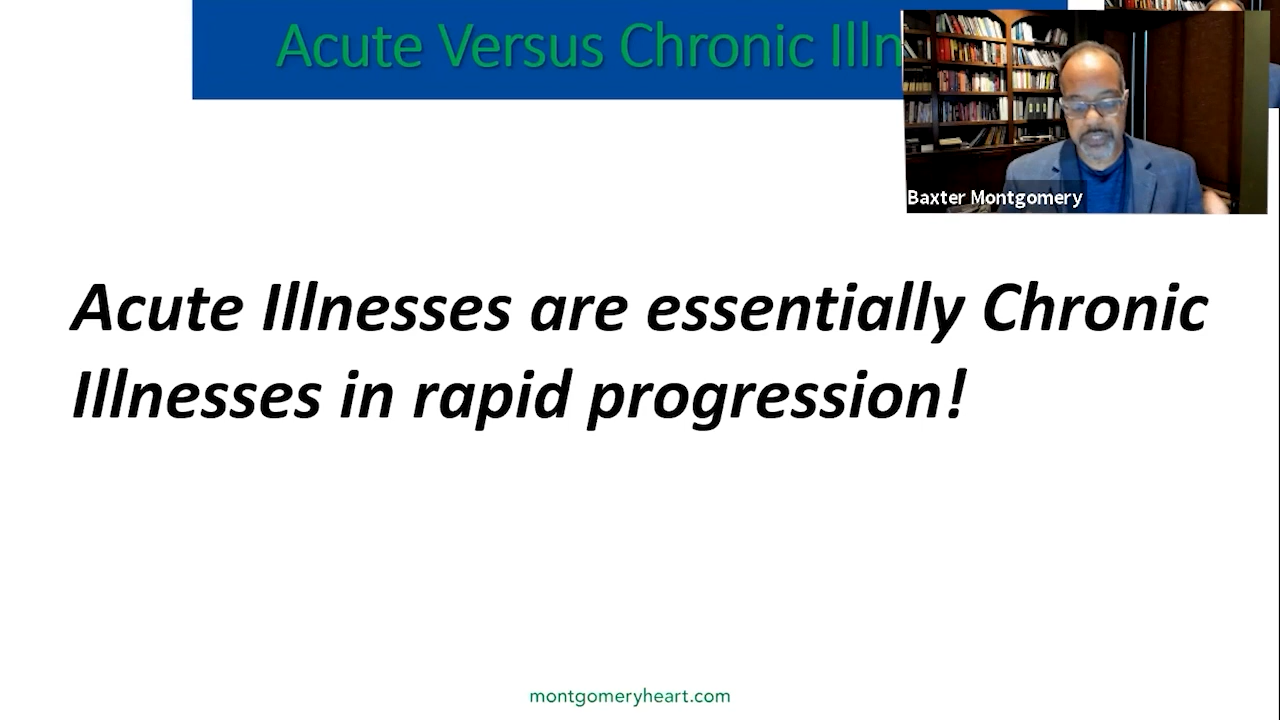 Acute Versus Chronic Illn
Baxter Montgomery
Acute Illnesses are essentially Chronic
Illnesses in rapid progression!
montgomeryheart.com